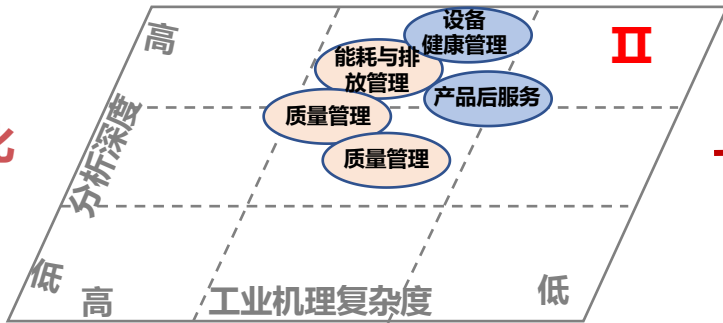 高
设备
健康管理
II
能耗与排
放管理
产品后服务
质量管理
质量管理
分析深度
低
高
工业机理复杂度
低